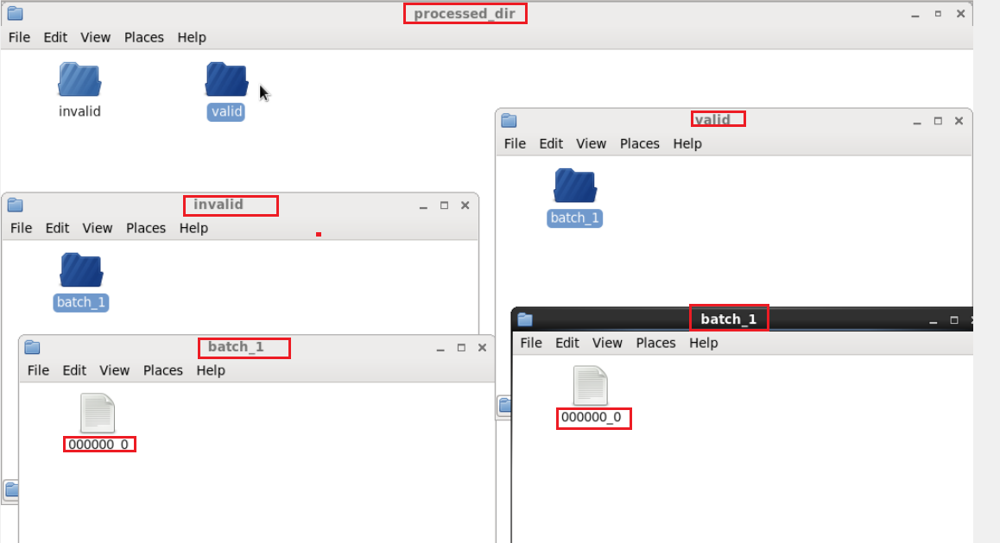 processed_dir
File Edit View Places Help
invalid valid
valid
File Edit View Places Help
batch_1
invalid
File Edit View Places Help
batch_1
batch_1
File Edit View Places Help
000000_0
batch_1
File Edit View Places Help
000000_0